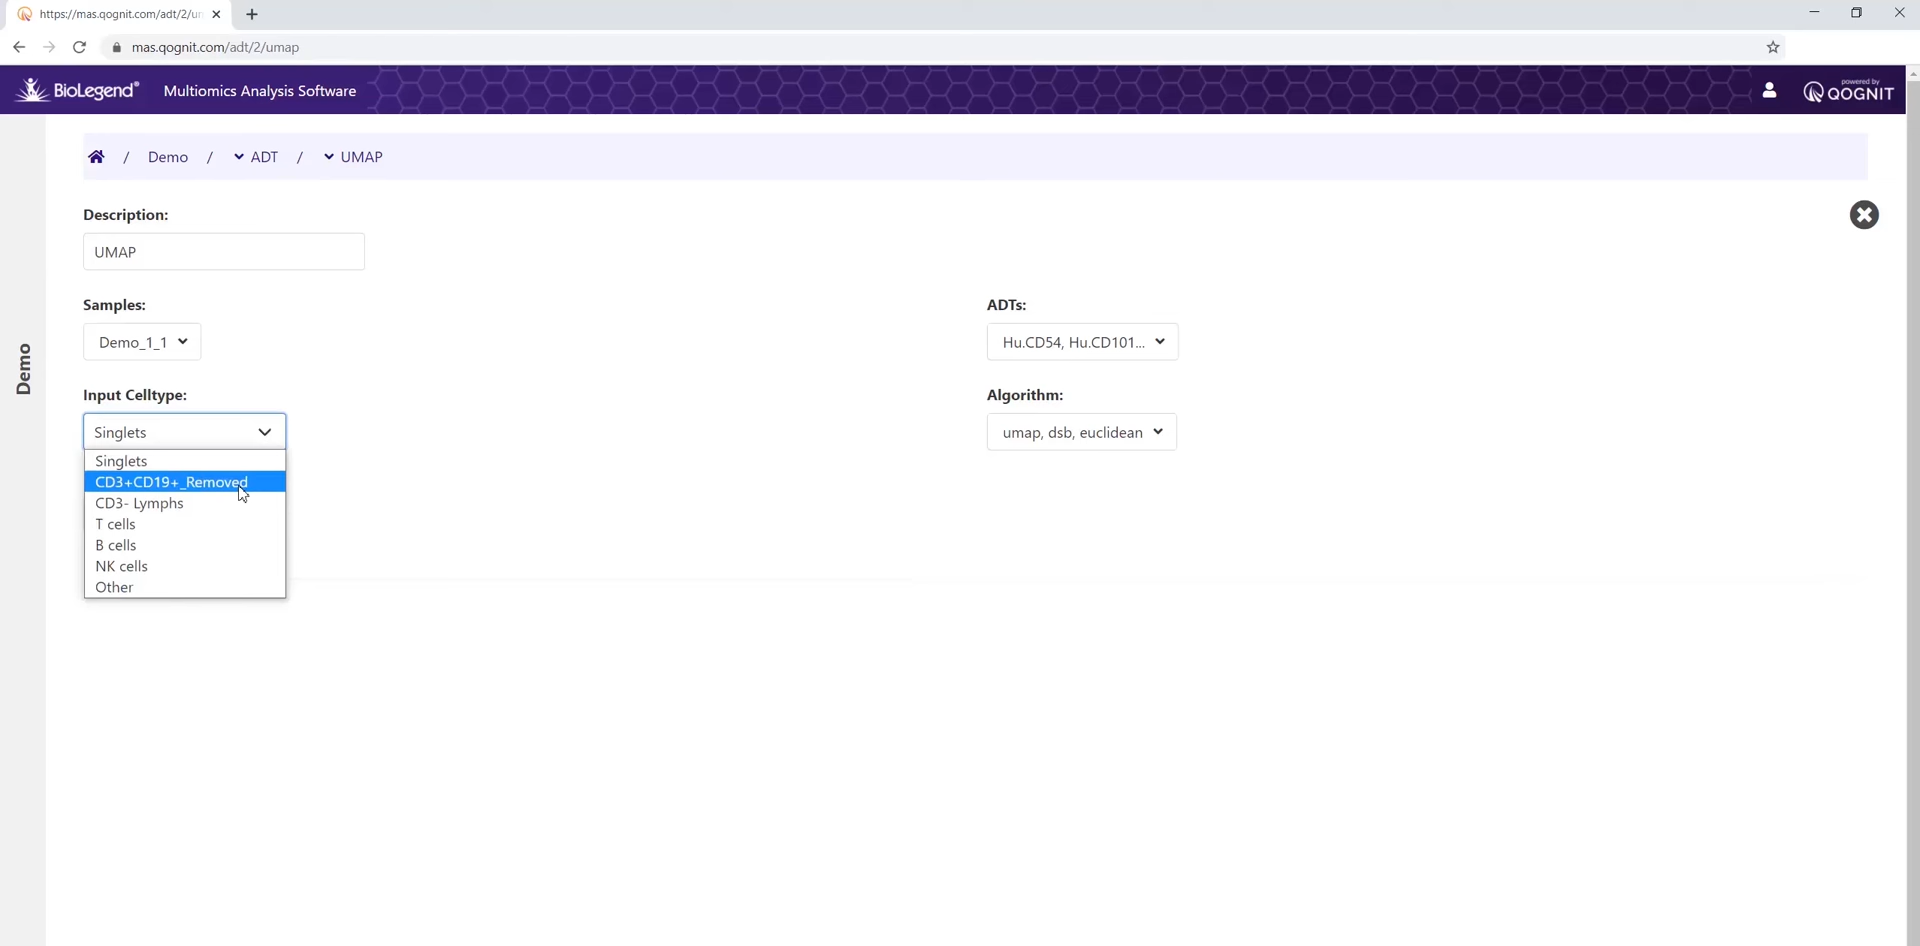 https://mas.qognit.com/adt/2/u
mas.qognit.com/adt/2/umap
BioLegend® Multiomics Analysis Software
powered by
QOGNIT
/ Demo / ADT / UMAP
Description:
UMAP
Samples:
ADTs:
Demo_1_1
Hu.CD54, Hu.CD101...
Demo
Input Celltype:
Algorithm:
Singlets
umap, dsb, euclidean
Singlets
CD3+CD19+_Removed
CD3- Lymphs
T cells
B cells
NK cells
Other